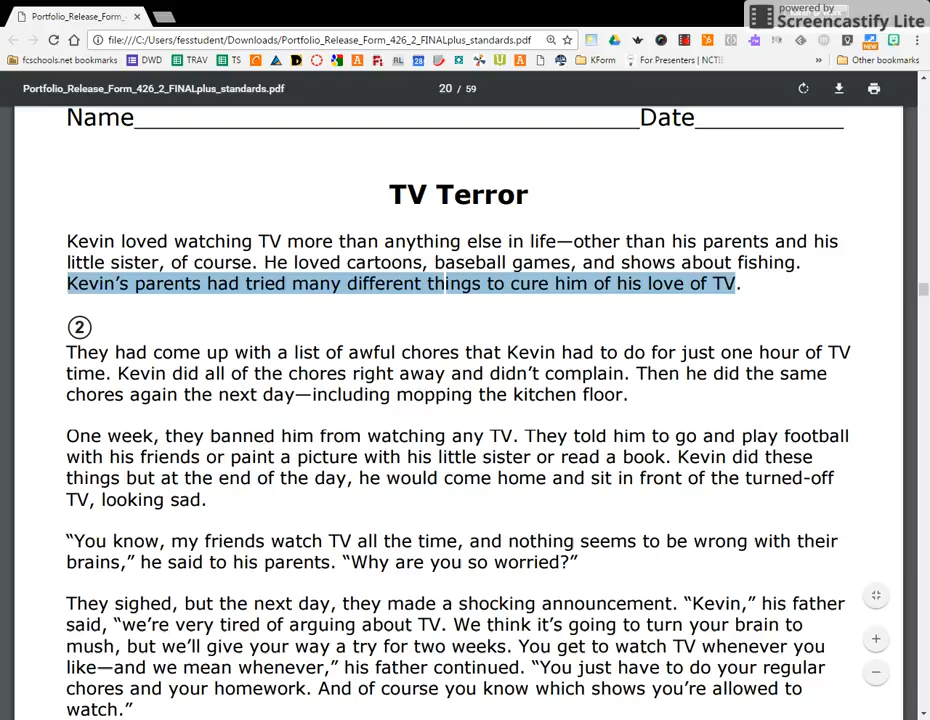 Portfolio_Release_Form_
powered by
Screencastify Lite
file:///C:/Users/fesstudent/Downloads/Portfolio_Release_Form_426_2_FINALplus_standards.pdf
fcschools.net bookmarks DWD TRAV TS KForm For Presenters | NCTI » Other bookmarks
Portfolio_Release_Form_426_2_FINALplus_standards.pdf 20 / 59
Name Date
TV Terror
Kevin loved watching TV more than anything else in life—other than his parents and his
little sister, of course. He loved cartoons, baseball games, and shows about fishing.
Kevin’s parents had tried many different things to cure him of his love of TV.
2
They had come up with a list of awful chores that Kevin had to do for just one hour of TV
time. Kevin did all of the chores right away and didn’t complain. Then he did the same
chores again the next day—including mopping the kitchen floor.
One week, they banned him from watching any TV. They told him to go and play football
with his friends or paint a picture with his little sister or read a book. Kevin did these
things but at the end of the day, he would come home and sit in front of the turned-off
TV, looking sad.
“You know, my friends watch TV all the time, and nothing seems to be wrong with their
brains,” he said to his parents. “Why are you so worried?”
They sighed, but the next day, they made a shocking announcement. “Kevin,” his father
said, “we’re very tired of arguing about TV. We think it’s going to turn your brain to
mush, but we’ll give your way a try for two weeks. You get to watch TV whenever you
like—and we mean whenever,” his father continued. “You just have to do your regular
chores and your homework. And of course you know which shows you’re allowed to
watch.”